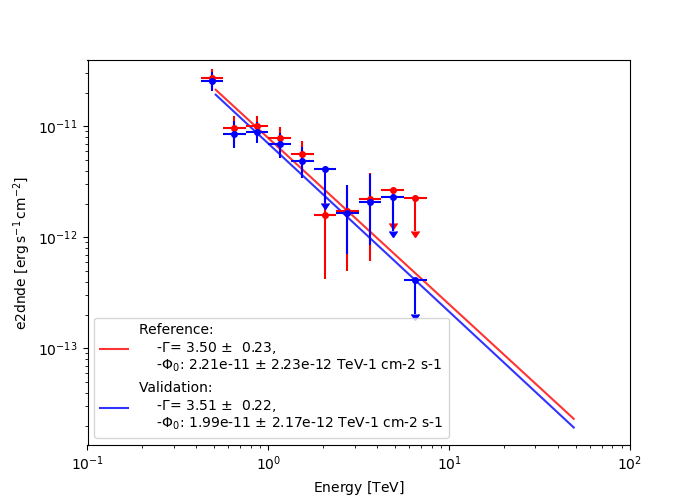 10⁻¹¹
10⁻¹²
10⁻¹³
e2dnde [erg s⁻¹ cm⁻²]
Reference:
-Γ= 3.50 ± 0.23,
-Φ₀: 2.21e-11 ± 2.23e-12 TeV-1 cm-2 s-1
Validation:
-Γ= 3.51 ± 0.22,
-Φ₀: 1.99e-11 ± 2.17e-12 TeV-1 cm-2 s-1
10⁻¹ 10⁰ 10¹ 10²
Energy [TeV]